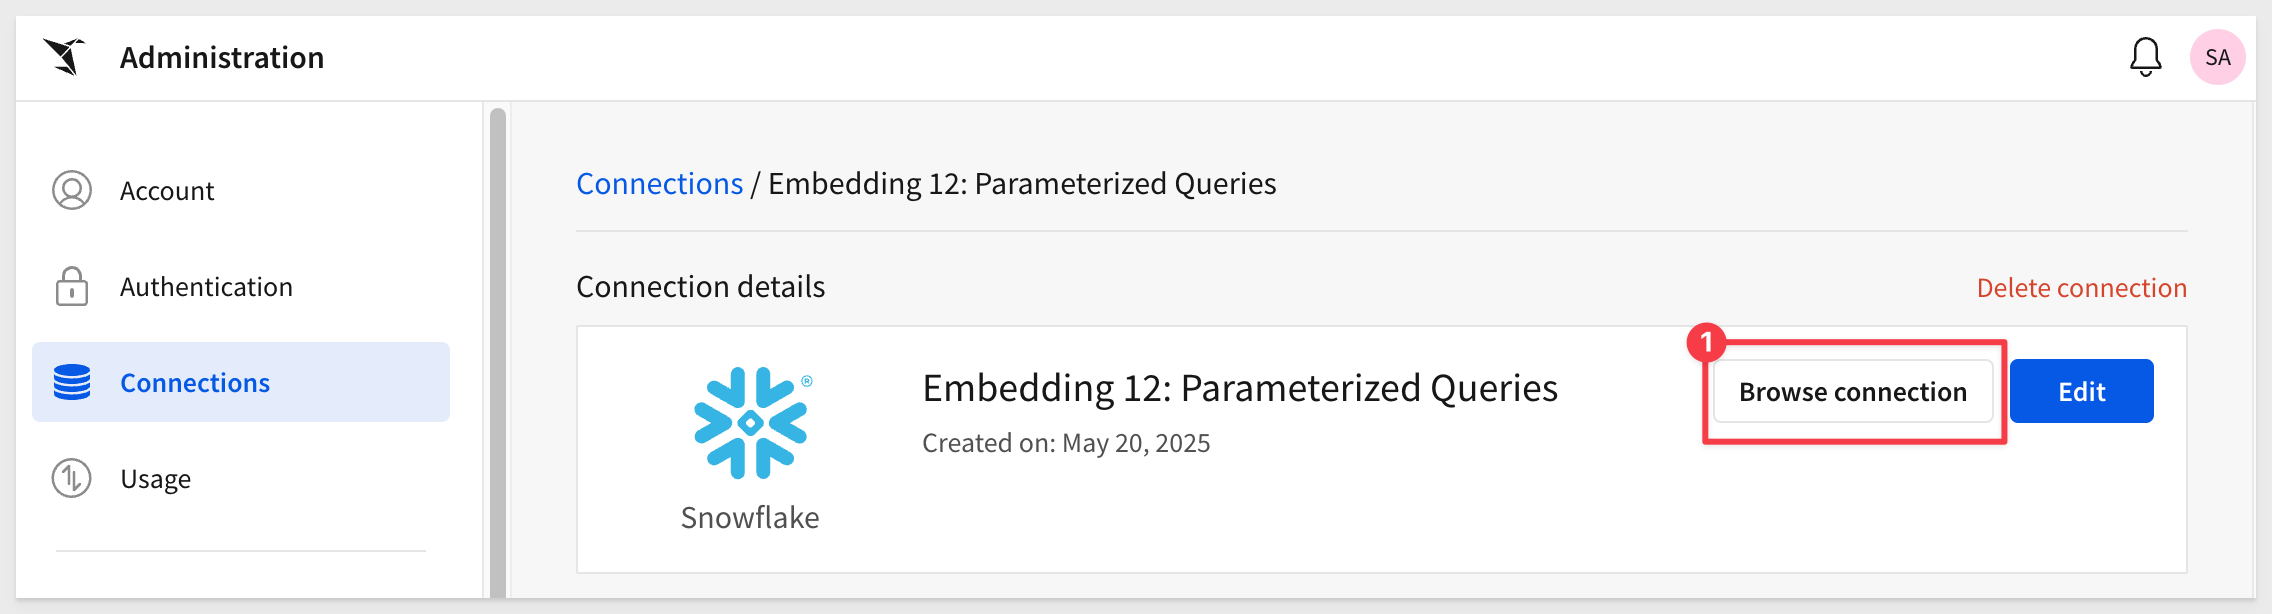 Administration
SA
Account
Authentication
Connections
Usage
Connections / Embedding 12: Parameterized Queries
Connection details
Delete connection
1
®
Snowflake
Embedding 12: Parameterized Queries
Created on: May 20, 2025
Browse connection
Edit